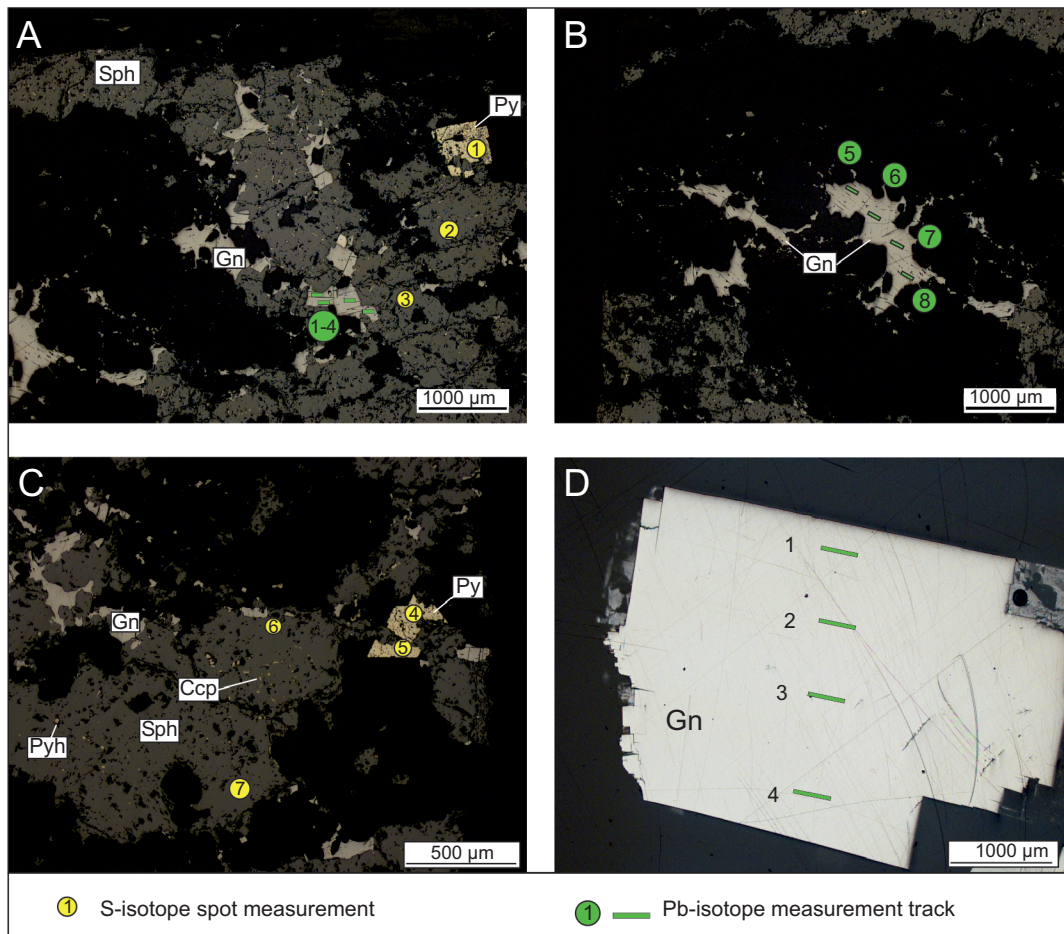 A
Sph
Py
1
2
Gn
3
1-4
1000 µm
B
5
6
7
Gn
8
1000 µm
C
Py
4
Gn
6
5
Ccp
Sph
Pyh
7
500 µm
D
1
2
3
Gn
4
1000 µm
1 S-isotope spot measurement
1 Pb-isotope measurement track